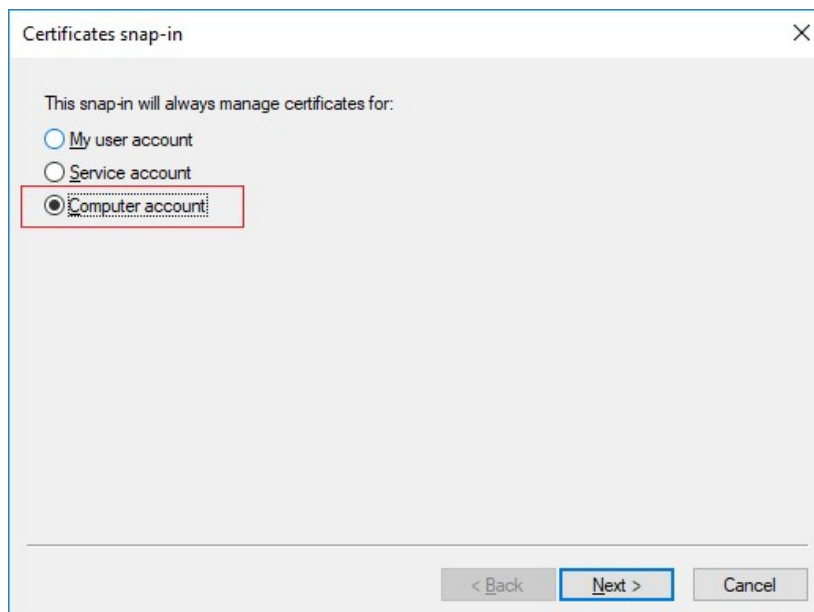 Certificates snap-in
This snap-in will always manage certificates for:
My user account
Service account
Computer account
< Back Next > Cancel